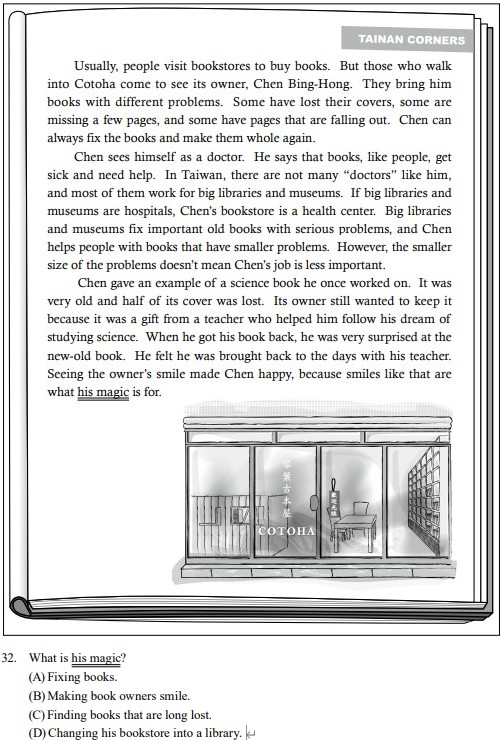 TAINAN CORNERS
Usually, people visit bookstores to buy books. But those who walk
into Cotoha come to see its owner, Chen Bing-Hong. They bring him
books with different problems. Some have lost their covers, some are
missing a few pages, and some have pages that are falling out. Chen can
always fix the books and make them whole again.
Chen sees himself as a doctor. He says that books, like people, get
sick and need help. In Taiwan, there are not many “doctors” like him,
and most of them work for big libraries and museums. If big libraries and
museums are hospitals, Chen’s bookstore is a health center. Big libraries
and museums fix important old books with serious problems, and Chen
helps people with books that have smaller problems. However, the smaller
size of the problems doesn’t mean Chen’s job is less important.
Chen gave an example of a science book he once worked on. It was
very old and half of its cover was lost. Its owner still wanted to keep it
because it was a gift from a teacher who helped him follow his dream of
studying science. When he got his book back, he was very surprised at the
new-old book. He felt he was brought back to the days with his teacher.
Seeing the owner’s smile made Chen happy, because smiles like that are
what his magic is for.
葉古本屋
COTOHA
32. What is his magic?
(A) Fixing books.
(B) Making book owners smile.
(C) Finding books that are long lost.
(D) Changing his bookstore into a library.